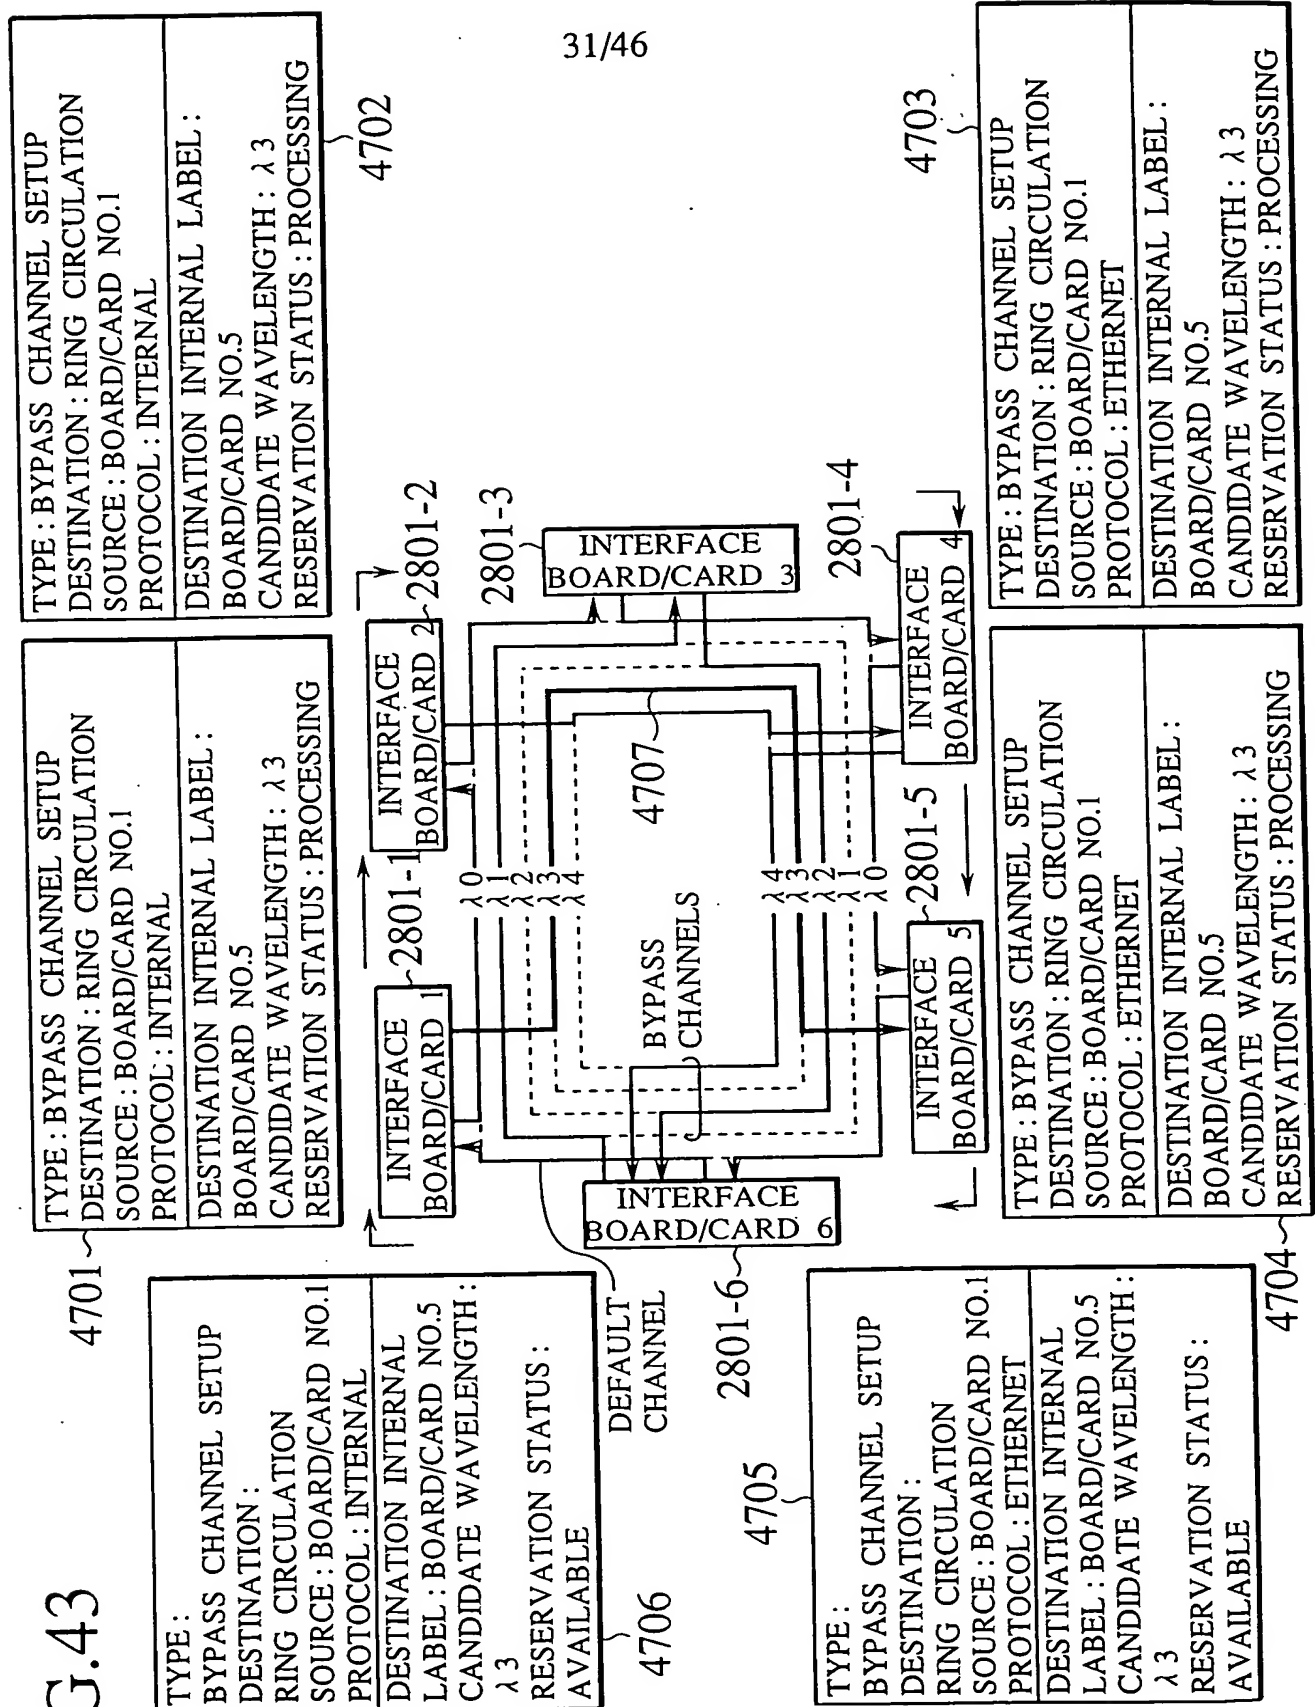 31/46
G.43
4701
TYPE : BYPASS CHANNEL SETUP
DESTINATION : RING CIRCULATION
SOURCE : BOARD/CARD NO.1
PROTOCOL : INTERNAL
DESTINATION INTERNAL LABEL :
BOARD/CARD NO.5
CANDIDATE WAVELENGTH : λ 3
RESERVATION STATUS : PROCESSING
TYPE : BYPASS CHANNEL SETUP
DESTINATION : RING CIRCULATION
SOURCE : BOARD/CARD NO.1
PROTOCOL : INTERNAL
DESTINATION INTERNAL LABEL :
BOARD/CARD NO.5
CANDIDATE WAVELENGTH : λ 3
RESERVATION STATUS : PROCESSING
4702
TYPE :
BYPASS CHANNEL SETUP
DESTINATION :
RING CIRCULATION
SOURCE : BOARD/CARD NO.1
PROTOCOL : INTERNAL
DESTINATION INTERNAL
LABEL : BOARD/CARD NO.5
CANDIDATE WAVELENGTH :
λ 3
RESERVATION STATUS :
AVAILABLE
4706
2801-1
INTERFACE
BOARD/CARD 1
2801-2
INTERFACE
BOARD/CARD 2
2801-3
INTERFACE
BOARD/CARD 3
λ 0
λ 1
λ 2
λ 3
λ 4
BYPASS
CHANNELS
4707
DEFAULT
CHANNEL
λ 4
λ 3
λ 2
λ 1
λ 0
INTERFACE
BOARD/CARD 6
2801-6
2801-5
INTERFACE
BOARD/CARD 5
2801-4
INTERFACE
BOARD/CARD 4
4705
TYPE :
BYPASS CHANNEL SETUP
DESTINATION :
RING CIRCULATION
SOURCE : BOARD/CARD NO.1
PROTOCOL : ETHERNET
DESTINATION INTERNAL
LABEL : BOARD/CARD NO.5
CANDIDATE WAVELENGTH :
λ 3
RESERVATION STATUS :
AVAILABLE
TYPE : BYPASS CHANNEL SETUP
DESTINATION : RING CIRCULATION
SOURCE : BOARD/CARD NO.1
PROTOCOL : ETHERNET
DESTINATION INTERNAL LABEL :
BOARD/CARD NO.5
CANDIDATE WAVELENGTH : λ 3
RESERVATION STATUS : PROCESSING
4704
4703
TYPE : BYPASS CHANNEL SETUP
DESTINATION : RING CIRCULATION
SOURCE : BOARD/CARD NO.1
PROTOCOL : ETHERNET
DESTINATION INTERNAL LABEL :
BOARD/CARD NO.5
CANDIDATE WAVELENGTH : λ 3
RESERVATION STATUS : PROCESSING